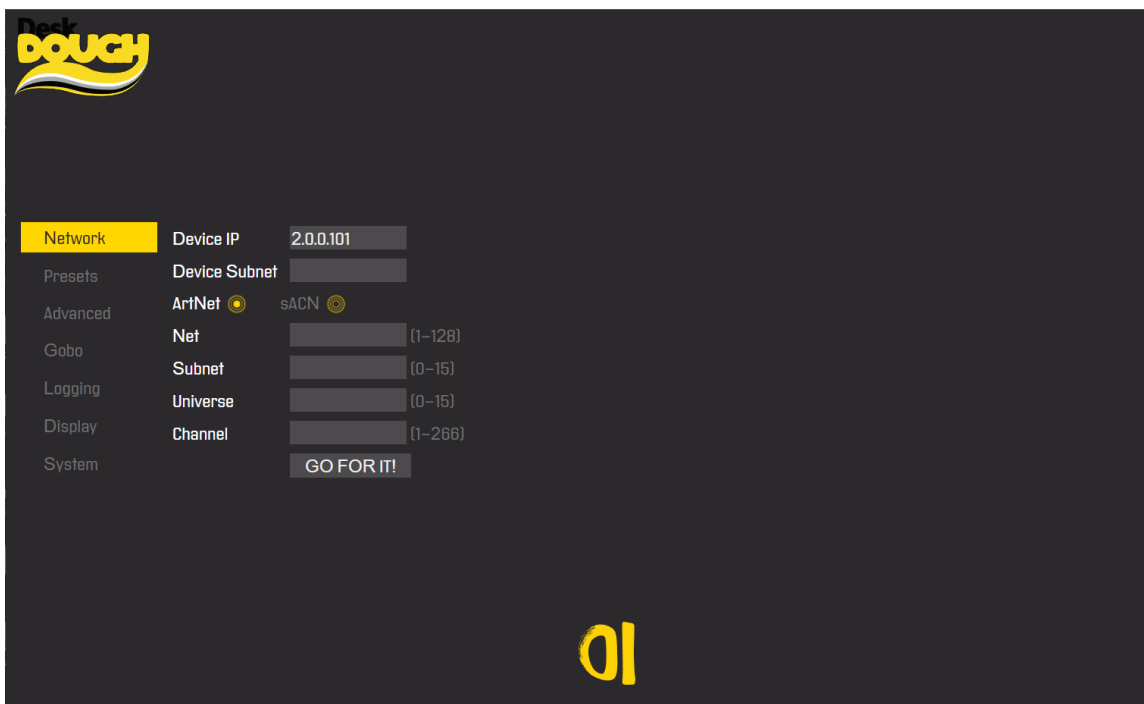 Desk
DOUGH
Network
Presets
Advanced
Gobo
Logging
Display
System
Device IP 2.0.0.101
Device Subnet
ArtNet sACN
Net (1-128)
Subnet (0-15)
Universe (0-15)
Channel (1-266)
GO FOR IT!